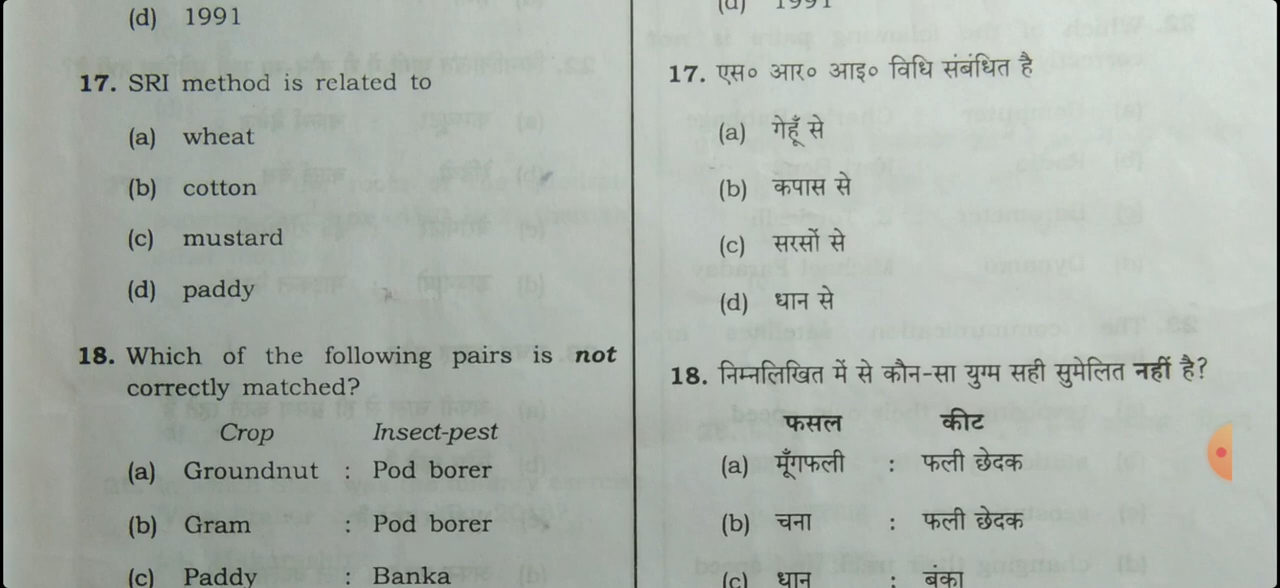 (d) 1991
17. SRI method is related to
(a) wheat
(b) cotton
(c) mustard
(d) paddy
18. Which of the following pairs is not
correctly matched?
Crop Insect-pest
(a) Groundnut : Pod borer
(b) Gram : Pod borer
(c) Paddy : Banka
(d) 1991
17. एस० आर० आइ० विधि संबंधित है
(a) गेहूँ से
(b) कपास से
(c) सरसों से
(d) धान से
18. निम्नलिखित में से कौन-सा युग्म सही सुमेलित नहीं है?
फसल कीट
(a) मूँगफली : फली छेदक
(b) चना : फली छेदक
(c) धान : बंका